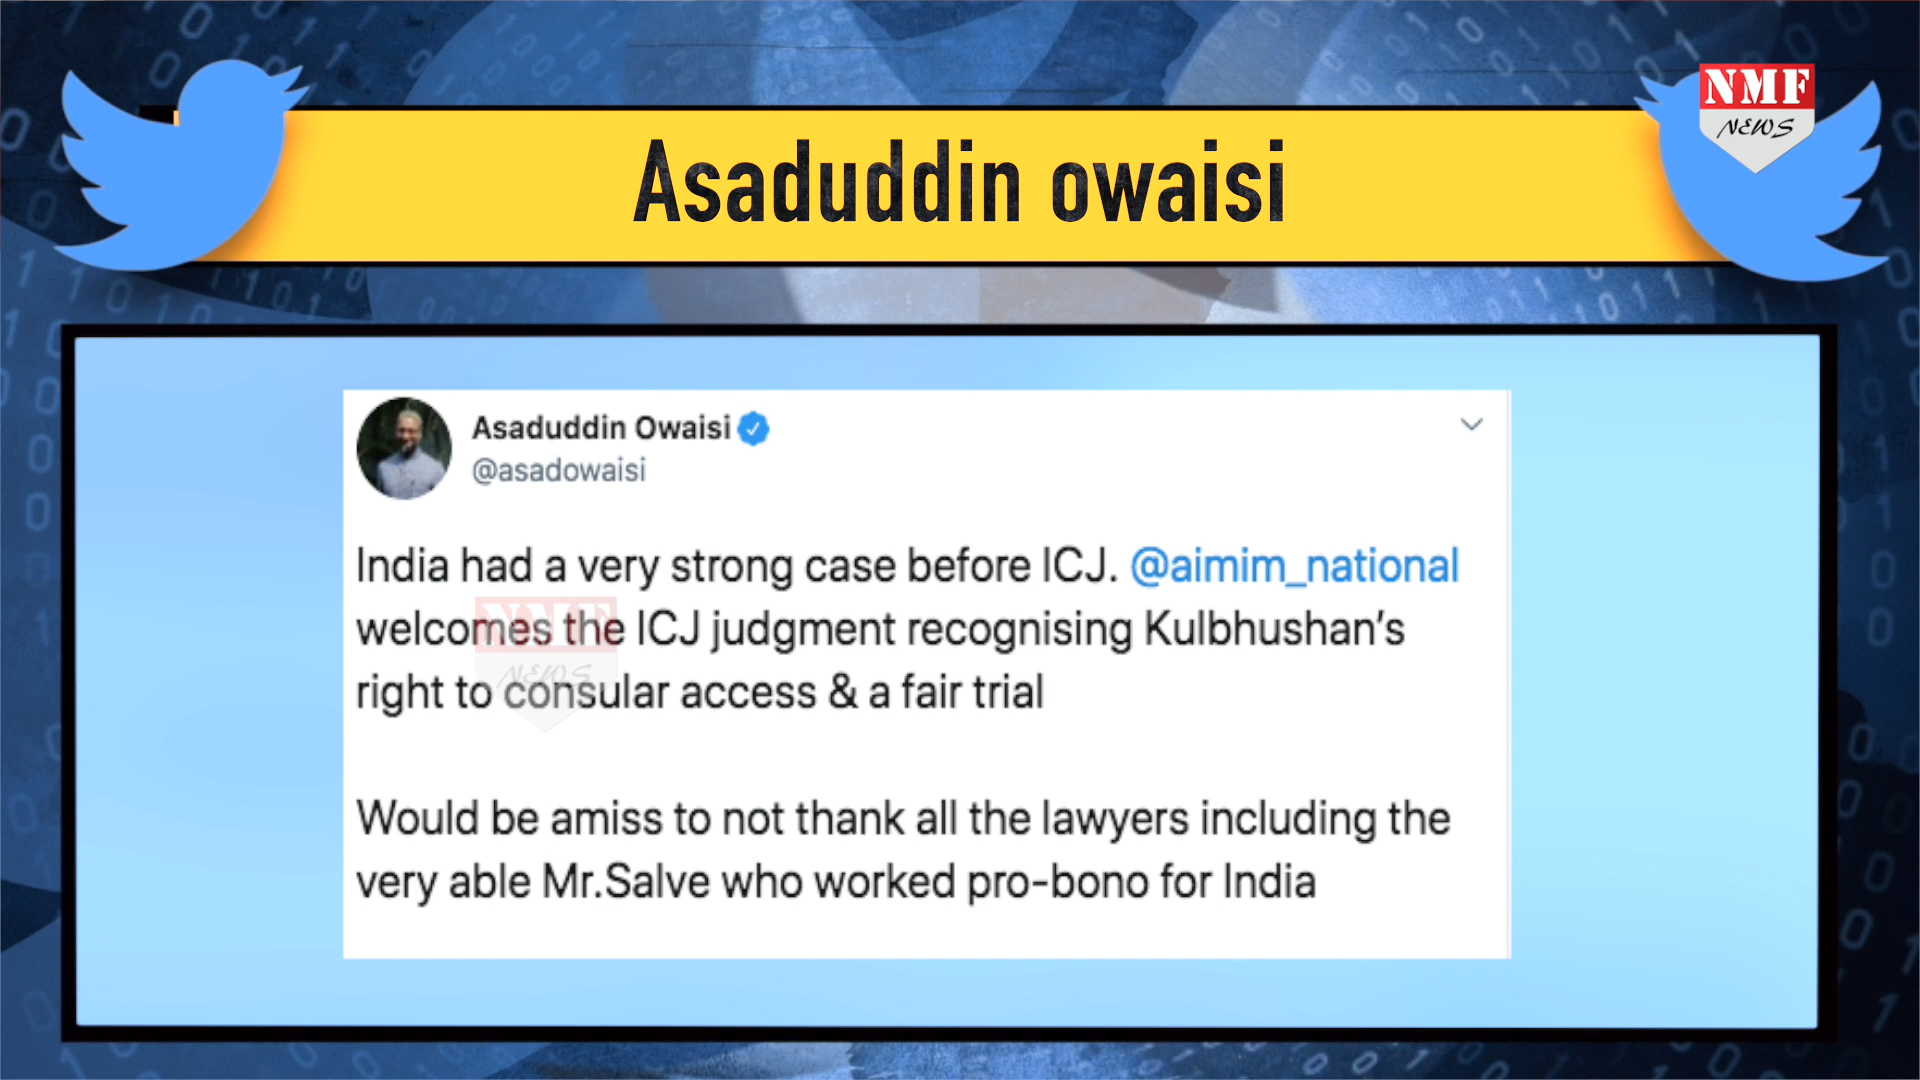 NMF
NEWS
Asaduddin owaisi
Asaduddin Owaisi
@asadowaisi
India had a very strong case before ICJ. @aimim_national
welcomes the ICJ judgment recognising Kulbhushan’s
right to consular access & a fair trial
NMF
NEWS
Would be amiss to not thank all the lawyers including the
very able Mr.Salve who worked pro-bono for India